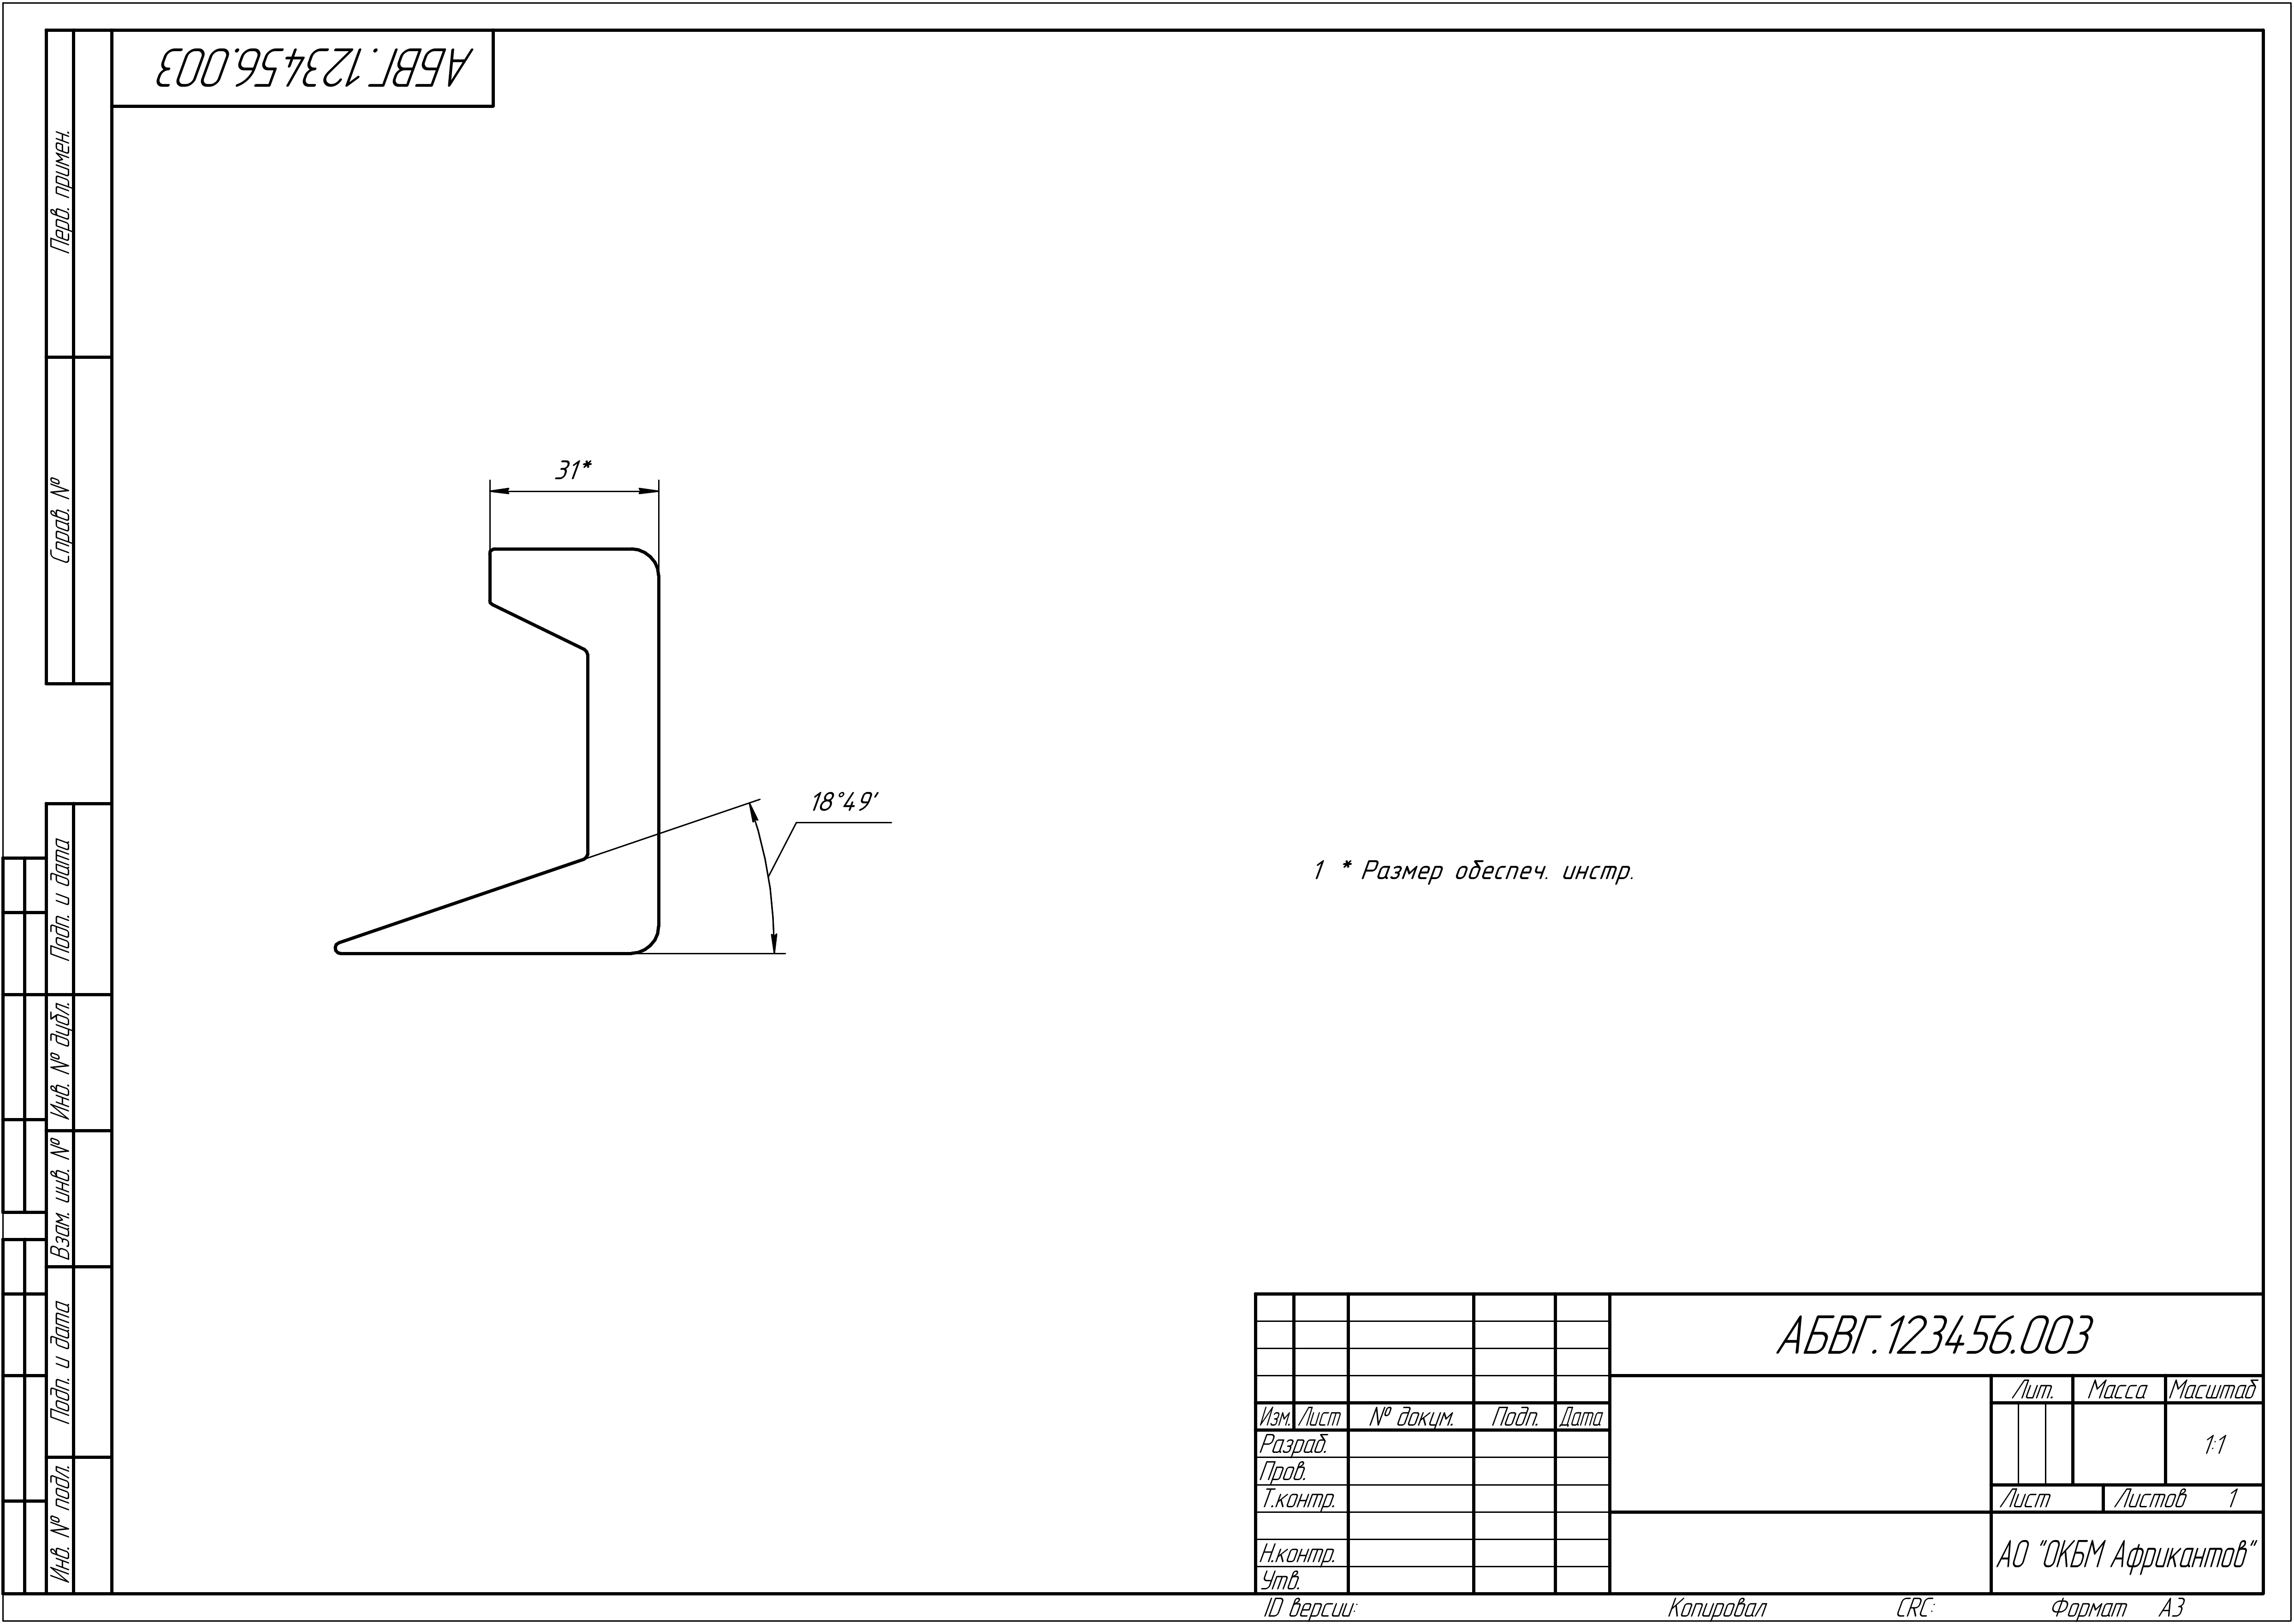 АБВГ.123456.003
Перв. примен.
Справ. №
31*
18°49'
1 * Размер обеспеч. инстр.
Подп. и дата
Инв. № дубл.
Взам. инв. №
Подп. и дата
Инв. № подл.
АБВГ.123456.003
Лит. Масса Масштаб
Изм. Лист № докум. Подп. Дата
Разраб.
1:1
Пров.
Т.контр.
Лист Листов 1
Н.контр.
АО "ОКБМ Африкантов"
Утв.
ID версии: Копировал CRC: Формат А3